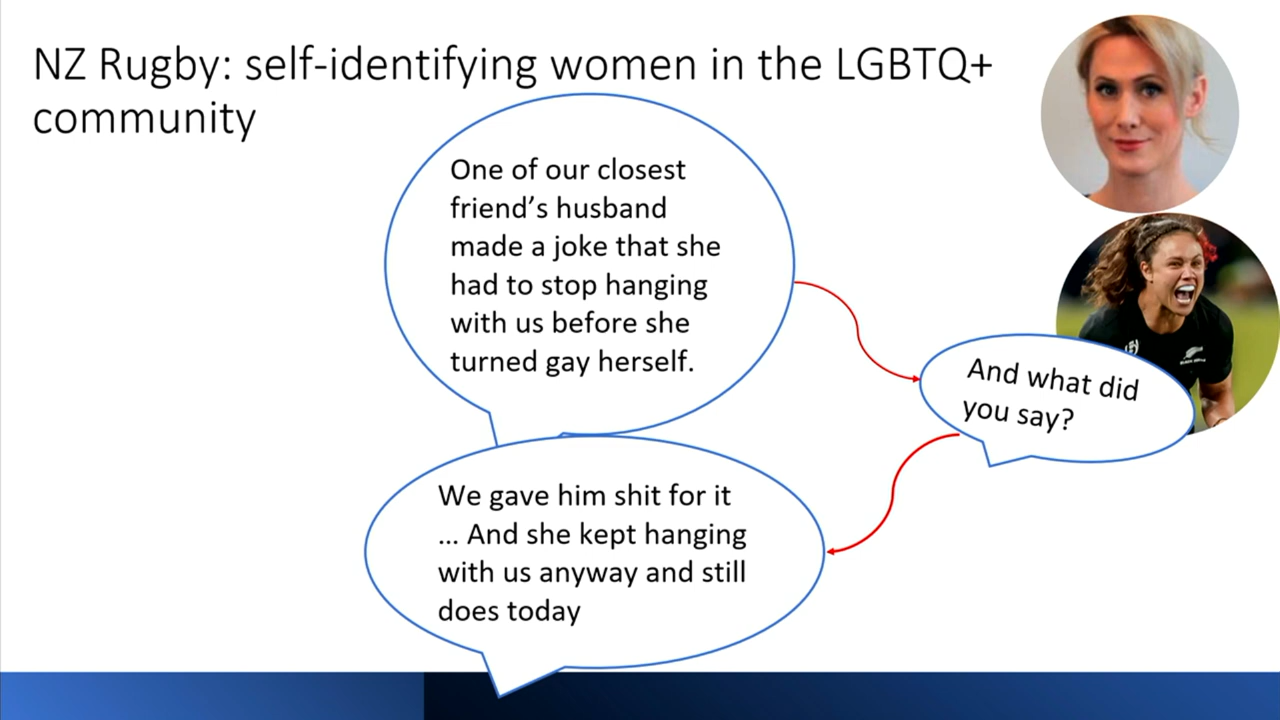 NZ Rugby: self-identifying women in the LGBTQ+
community
One of our closest
friend’s husband
made a joke that she
had to stop hanging
with us before she
turned gay herself.
And what did
you say?
We gave him shit for it
... And she kept hanging
with us anyway and still
does today